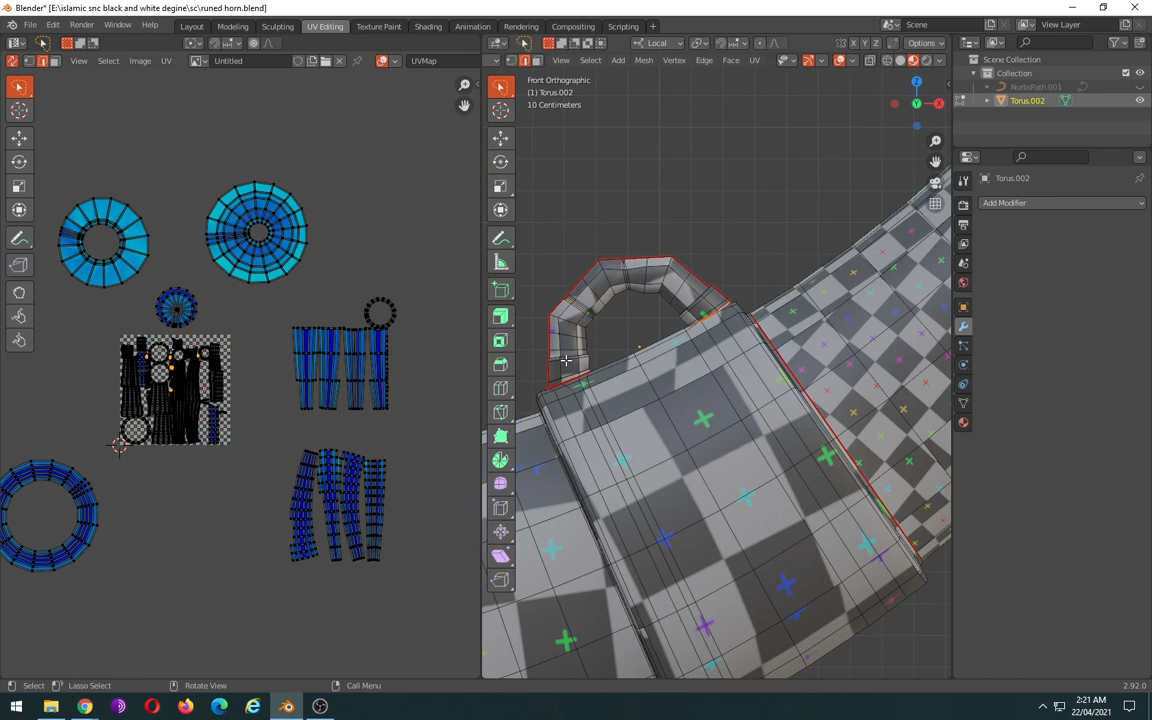 Blender* [E:\islamic snc black and white degine\sc\runed horn.blend]
File Edit Render Window Help
Layout Modeling Sculpting UV Editing Texture Paint Shading Animation Rendering Compositing Scripting +
Scene
View Layer
Local
X Y Z
Options
View Select Image UV
Untitled
UVMap
View Select Add Mesh Vertex Edge Face UV
Front Orthographic
(1) Torus.002
10 Centimeters
Z
X
Y
Scene Collection
Collection
NurbsPath.001
Torus.002
Torus.002
Add Modifier
Select
Lasso Select
Rotate View
Call Menu
2.92.0
2:21 AM
22/04/2021